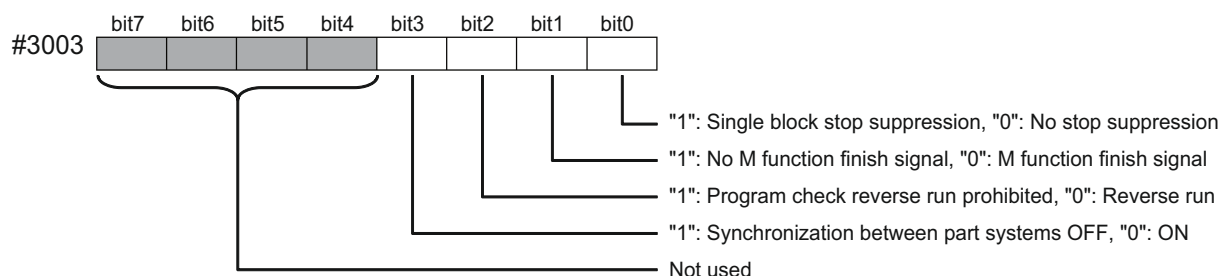 bit7 bit6 bit5 bit4 bit3 bit2 bit1 bit0
#3003
"1": Single block stop suppression, "0": No stop suppression
"1": No M function finish signal, "0": M function finish signal
"1": Program check reverse run prohibited, "0": Reverse run
"1": Synchronization between part systems OFF, "0": ON
Not used